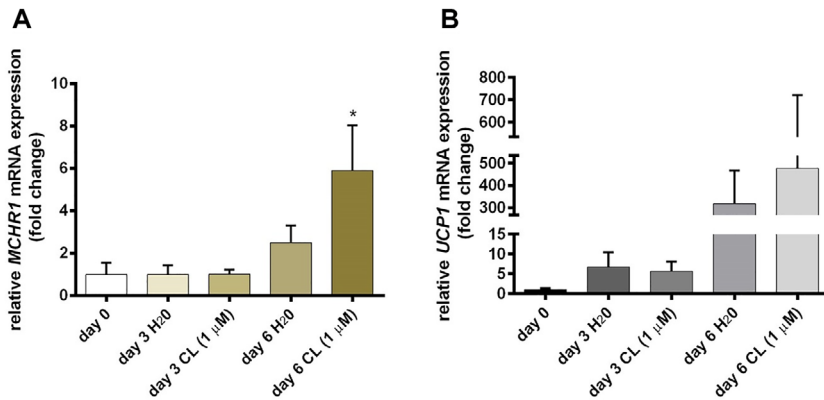 A
relative MCHR1 mRNA expression
(fold change)
10
8
6
4
2
0
*
day 0
day 3 H20
day 3 CL (1 µM)
day 6 H20
day 6 CL (1 µM)
B
relative UCP1 mRNA expression
(fold change)
800
700
600
500
400
300
15
10
5
0
day 0
day 3 H20
day 3 CL (1 µM)
day 6 H20
day 6 CL (1 µM)